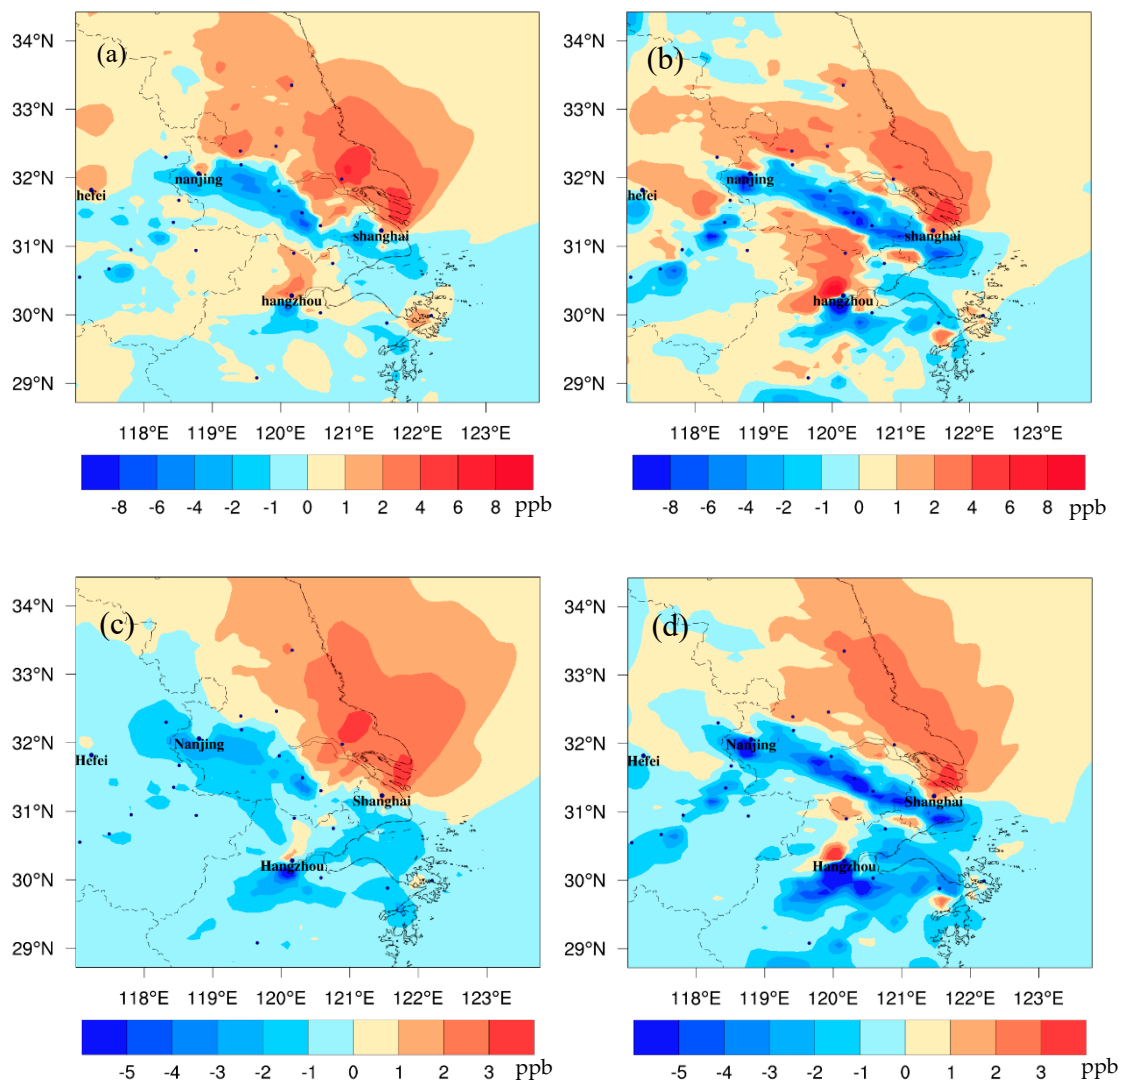 (a)
34°N
33°N
32°N
31°N
30°N
29°N
nanjing
hefei
shanghai
hangzhou
118°E 119°E 120°E 121°E 122°E 123°E
-8 -6 -4 -2 -1 0 1 2 4 6 8 ppb
(b)
34°N
33°N
32°N
31°N
30°N
29°N
nanjing
hefei
shanghai
hangzhou
118°E 119°E 120°E 121°E 122°E 123°E
-8 -6 -4 -2 -1 0 1 2 4 6 8 ppb
(c)
34°N
33°N
32°N
31°N
30°N
29°N
Nanjing
Hefei
Shanghai
Hangzhou
118°E 119°E 120°E 121°E 122°E 123°E
-5 -4 -3 -2 -1 0 1 2 3 ppb
(d)
34°N
33°N
32°N
31°N
30°N
29°N
Nanjing
Hefei
Shanghai
Hangzhou
118°E 119°E 120°E 121°E 122°E 123°E
-5 -4 -3 -2 -1 0 1 2 3 ppb